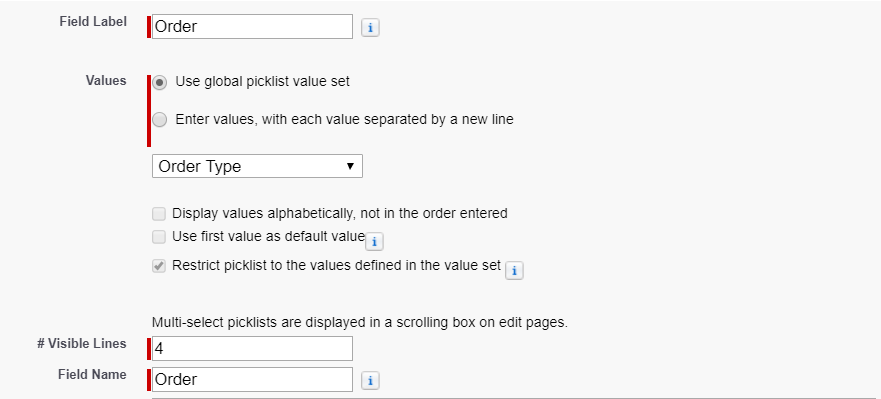 Field Label Order
Values Use global picklist value set
Enter values, with each value separated by a new line
Order Type
Display values alphabetically, not in the order entered
Use first value as default value
Restrict picklist to the values defined in the value set
Multi-select picklists are displayed in a scrolling box on edit pages.
# Visible Lines 4
Field Name Order